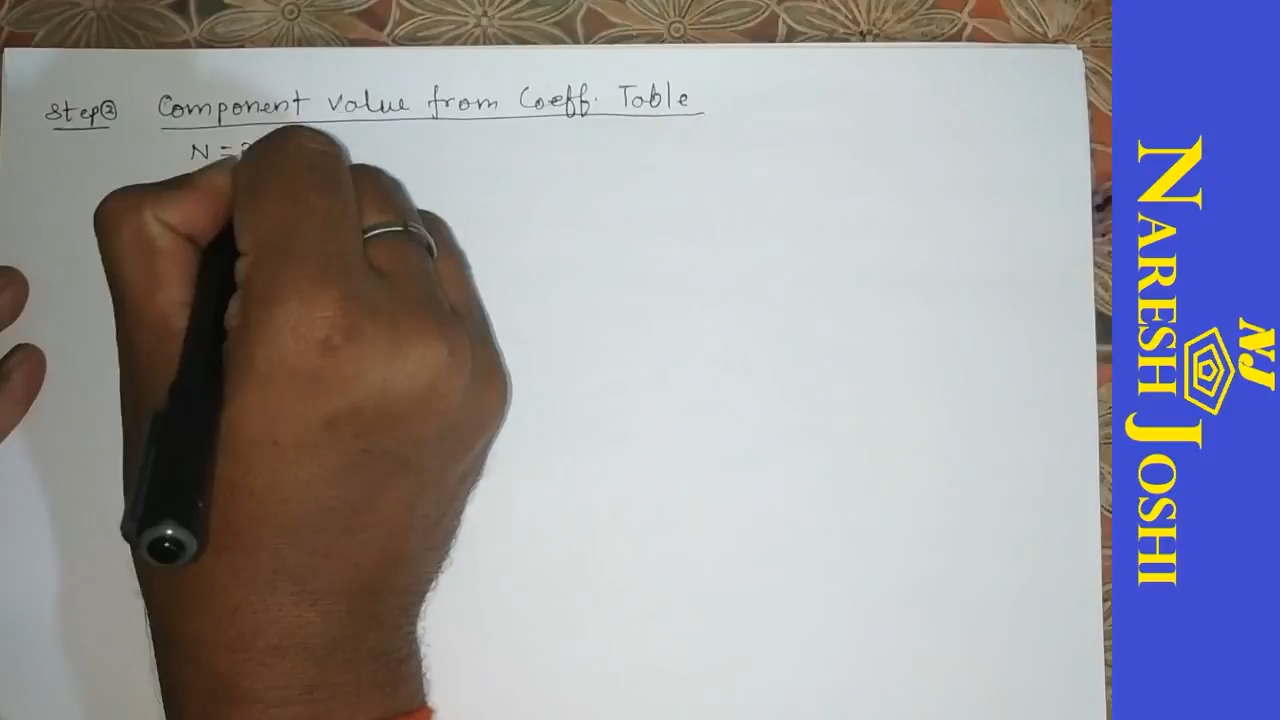 Step② Component value from Coeff. Table
N =
NARESH JOSHI
NJ